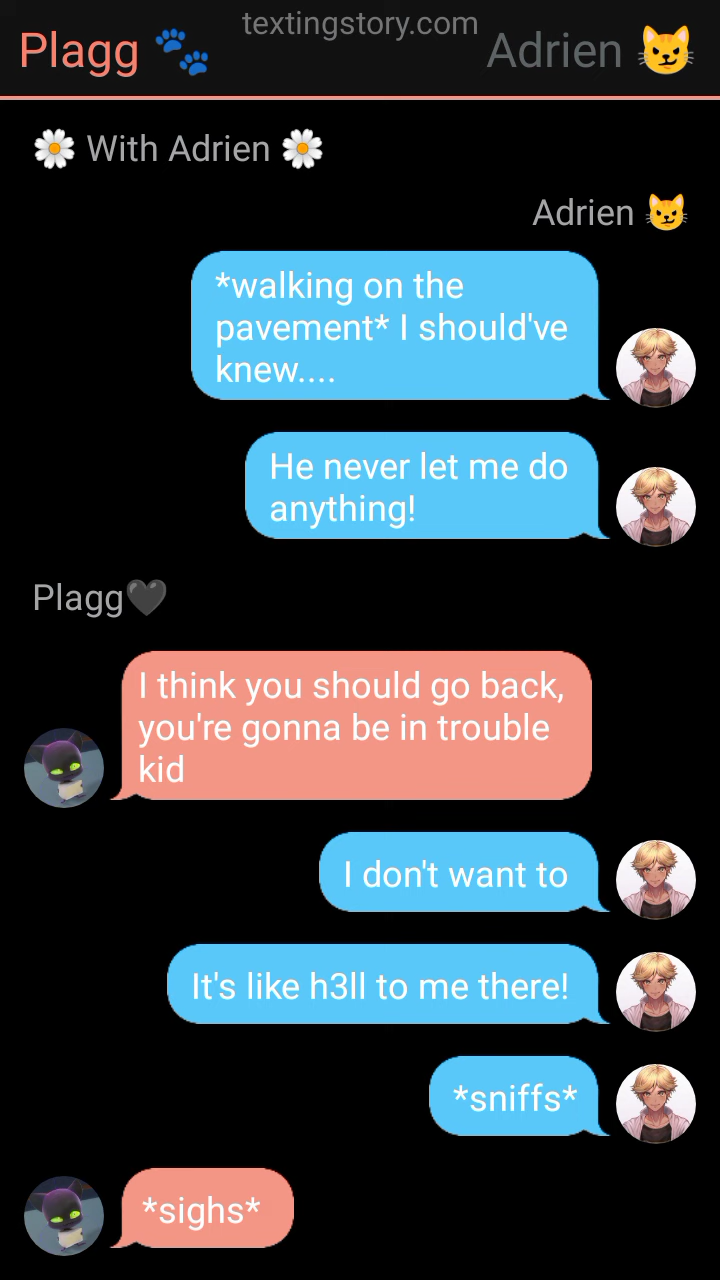 textingstory.com
Plagg 🐾 Adrien 😼
🌼 With Adrien 🌼
Adrien 😼
*walking on the
pavement* I should've
knew....
He never let me do
anything!
Plagg🖤
I think you should go back,
you're gonna be in trouble
kid
I don't want to
It's like h3ll to me there!
*sniffs*
*sighs*